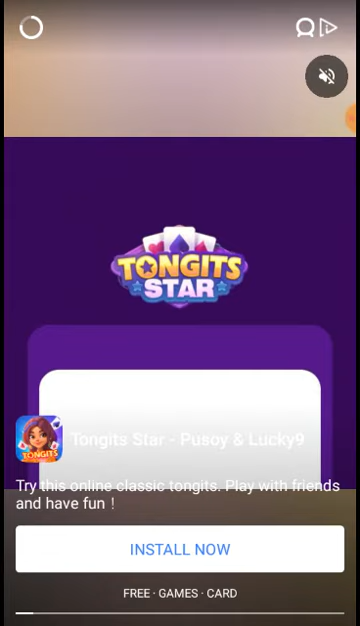 TONGITS
STAR
TONGITS
Tongits Star - Pusoy & Lucky9
Try this online classic tongits. Play with friends
and have fun !
INSTALL NOW
FREE · GAMES · CARD